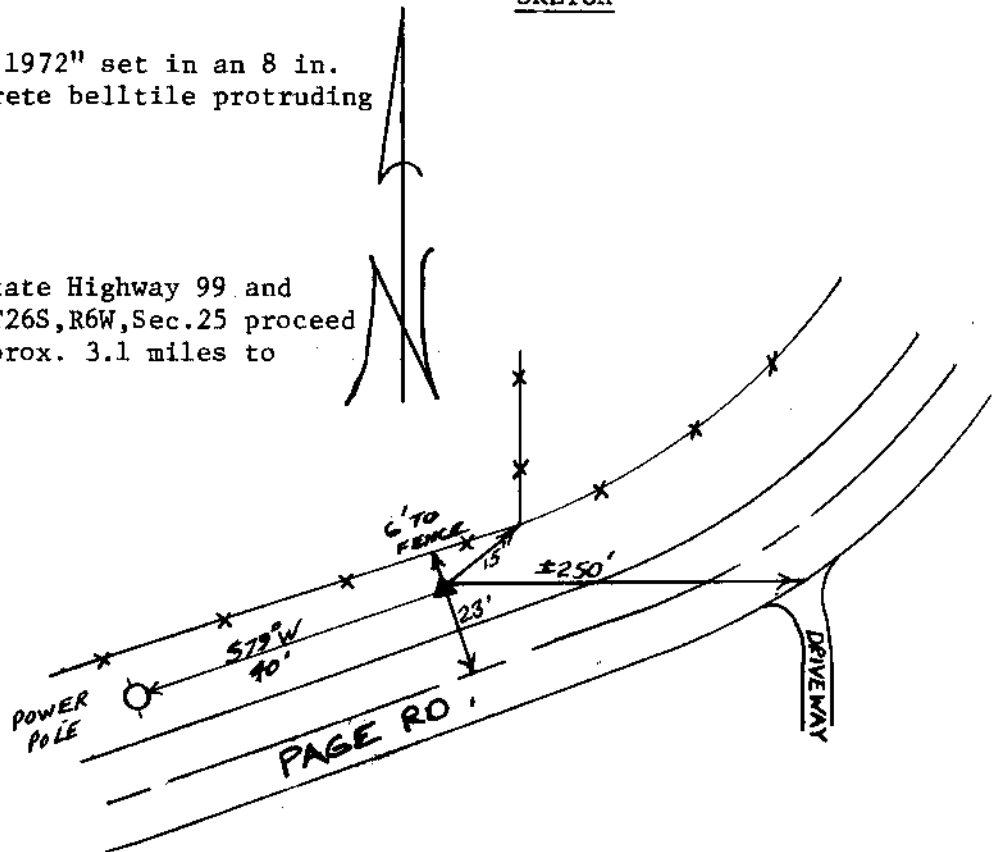 SKETCH
1972" set in an 8 in.
rete belltile protruding
ate Highway 99 and
T26S,R6W,Sec.25 proceed
prox. 3.1 miles to
N
6' TO
FENCE
15'
±250'
23'
S79°W
40'
POWER
POLE
PAGE RD.
DRIVEWAY